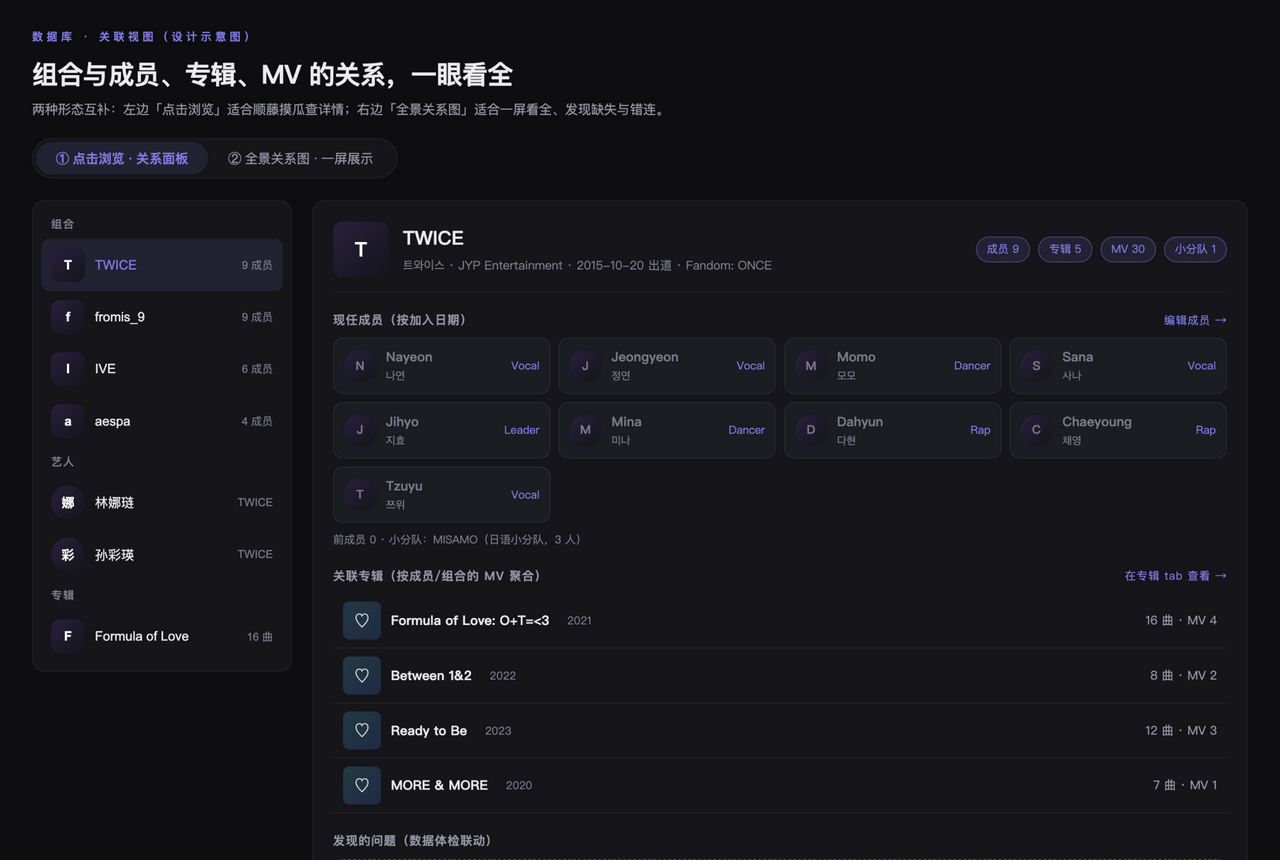 数据库 · 关联视图(设计示意图)
组合与成员、专辑、MV 的关系，一眼看全
两种形态互补：左边「点击浏览」适合顺藤摸瓜查详情；右边「全景关系图」适合一屏看全、发现缺失与错连。
① 点击浏览 · 关系面板
② 全景关系图 · 一屏展示
组合
T TWICE 9 成员
f fromis_9 9 成员
I IVE 6 成员
a aespa 4 成员
艺人
娜 林娜琏 TWICE
彩 孙彩瑛 TWICE
专辑
F Formula of Love 16 曲
T
TWICE
트와이스 · JYP Entertainment · 2015-10-20 出道 · Fandom: ONCE
成员 9
专辑 5
MV 30
小分队 1
现任成员（按加入日期）
编辑成员 →
N Nayeon 나연 Vocal
J Jeongyeon 정연 Vocal
M Momo 모모 Dancer
S Sana 사나 Vocal
J Jihyo 지효 Leader
M Mina 미나 Dancer
D Dahyun 다현 Rap
C Chaeyoung 채영 Rap
T Tzuyu 쯔위 Vocal
前成员 0 · 小分队：MISAMO（日语小分队，3 人）
关联专辑（按成员/组合的 MV 聚合）
在专辑 tab 查看 →
Formula of Love: O+T=<3 2021 16 曲 · MV 4
Between 1&2 2022 8 曲 · MV 2
Ready to Be 2023 12 曲 · MV 3
MORE & MORE 2020 7 曲 · MV 1
发现的问题（数据体检联动）